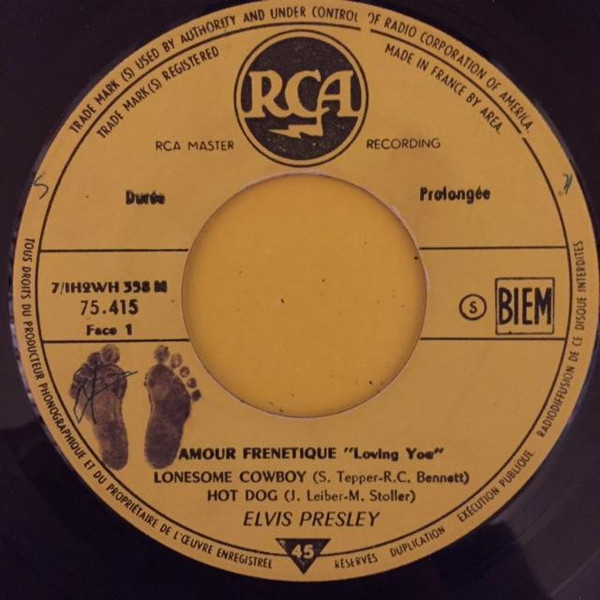 TRADE MARK (S) USED BY AUTHORITY AND UNDER CONTROL OF RADIO CORPORATION OF AMERICA.
TRADE MARK(S) REGISTERED
MADE IN FRANCE BY AREA.
RCA
RCA MASTER RECORDING
Durée Prolongée
7/1H2WH 358 M
75.415
Face 1
S BIEM
AMOUR FRENETIQUE "Loving You"
LONESOME COWBOY (S. Tepper-R.C. Bennett)
HOT DOG (J. Leiber-M. Stoller)
ELVIS PRESLEY
45
TOUS DROITS DU PRODUCTEUR PHONOGRAPHIQUE ET DU PROPRIÉTAIRE DE L'ŒUVRE ENREGISTRÉE RÉSERVÉS DUPLICATION EXÉCUTION PUBLIQUE RADIODIFFUSION DE CE DISQUE INTERDITES